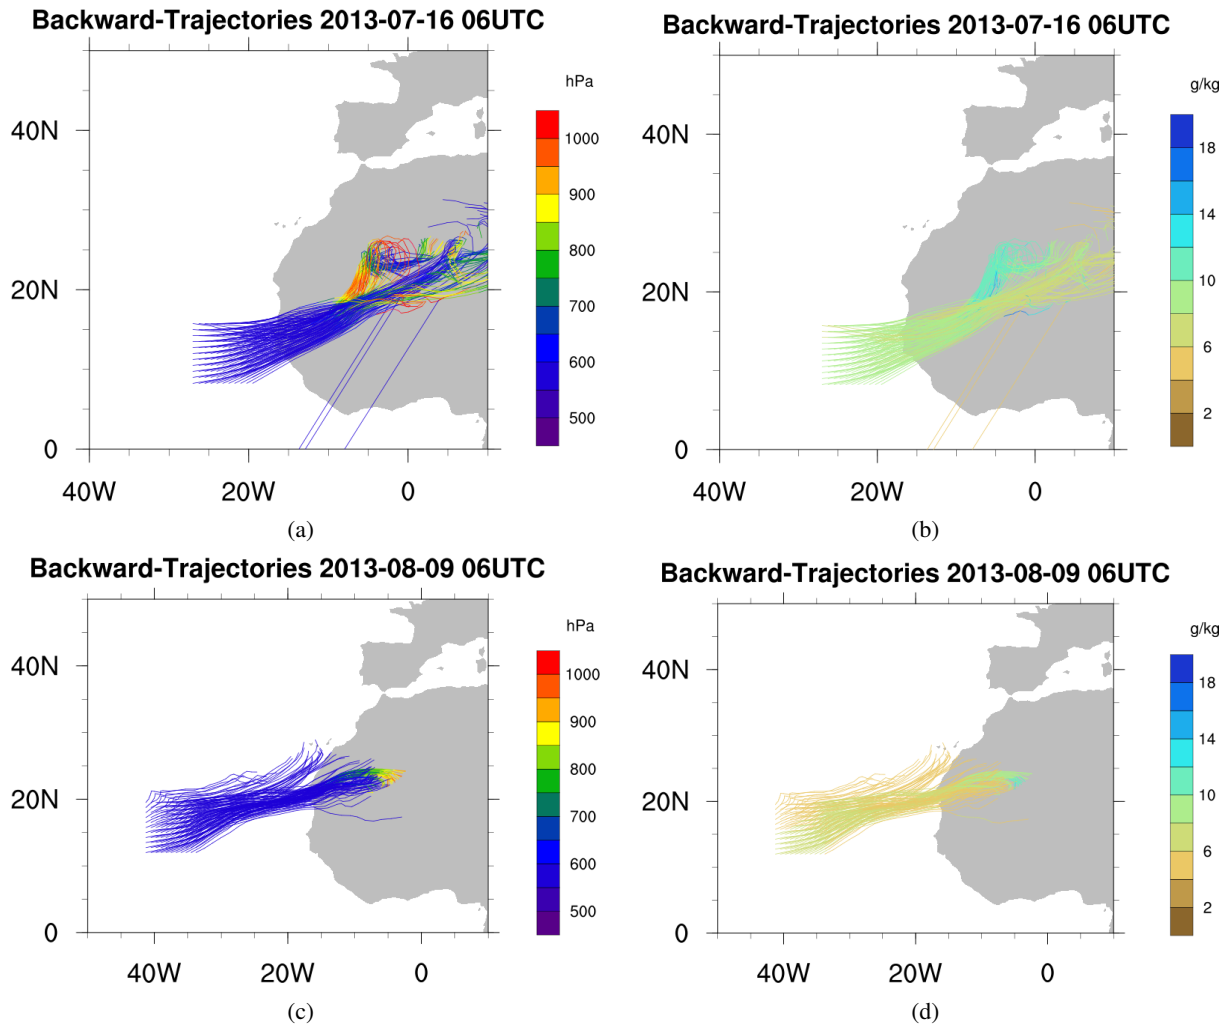 Backward-Trajectories 2013-07-16 06UTC
hPa
1000
900
800
700
600
500
40N
20N
0
40W 20W 0
(a)
Backward-Trajectories 2013-07-16 06UTC
g/kg
18
14
10
6
2
40N
20N
0
40W 20W 0
(b)
Backward-Trajectories 2013-08-09 06UTC
hPa
1000
900
800
700
600
500
40N
20N
0
40W 20W 0
(c)
Backward-Trajectories 2013-08-09 06UTC
g/kg
18
14
10
6
2
40N
20N
0
40W 20W 0
(d)